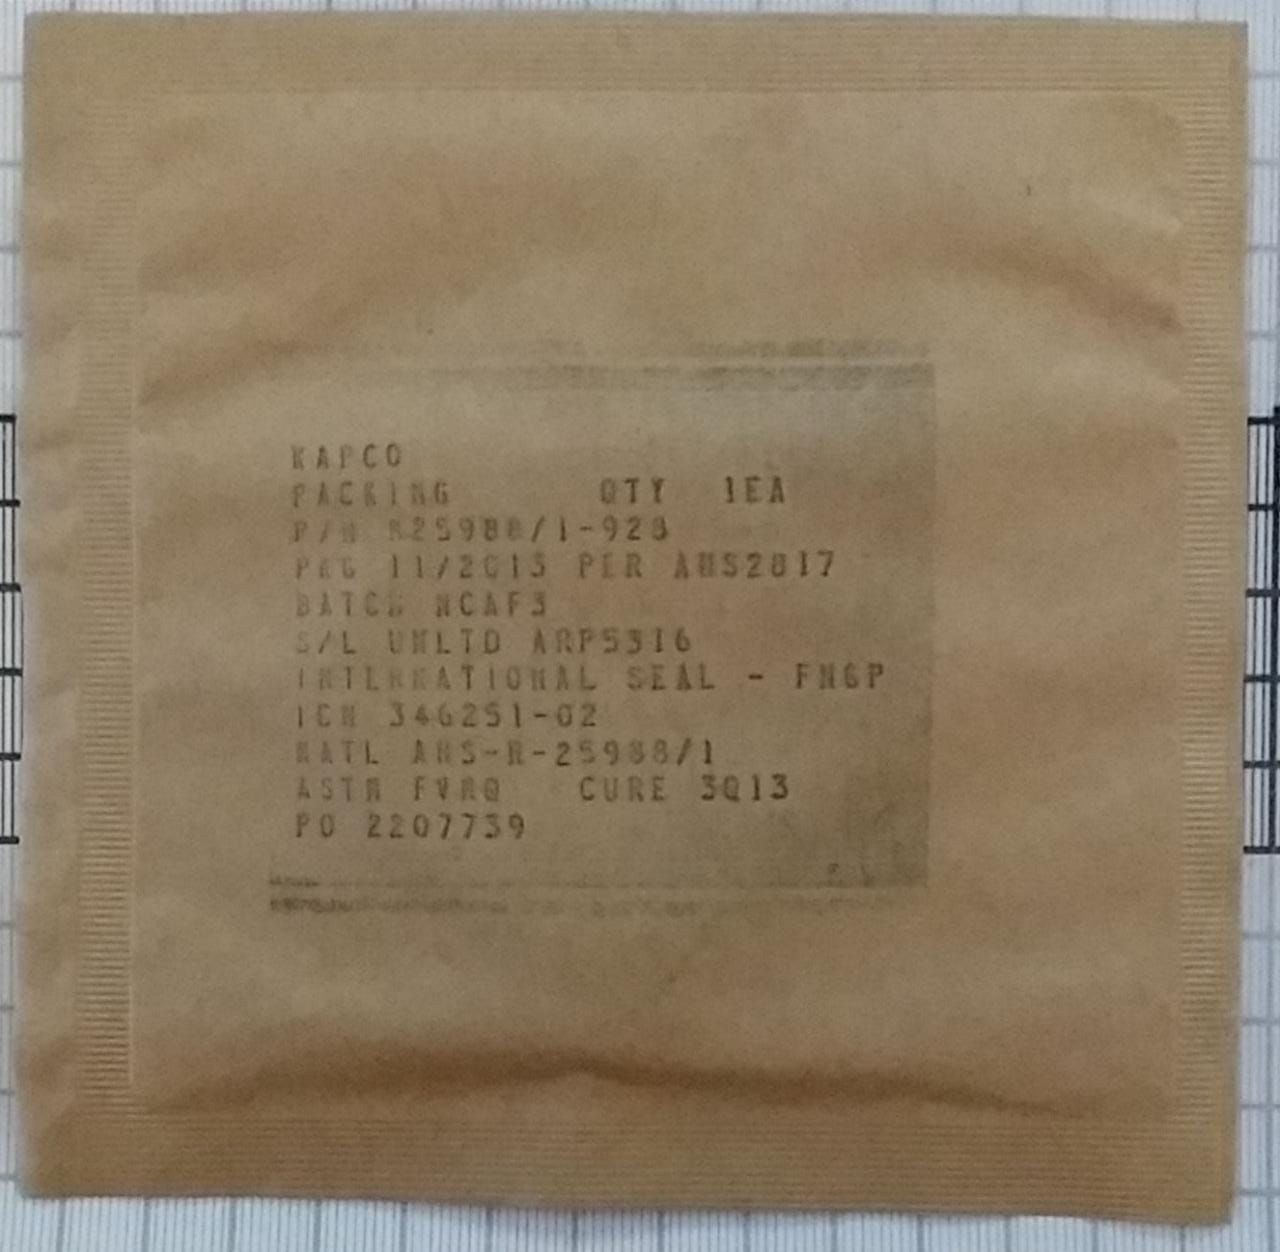 KAPCO
PACKING QTY 1EA
P/N R25988/1-928
PKG 11/2013 PER AMS2817
BATCH NCAF3
S/L UNLTD ARP5316
INTERNATIONAL SEAL - FNGP
ICN 346251-02
MATL AMS-R-25988/1
ASTM FVMQ CURE 3Q13
PO 2207739